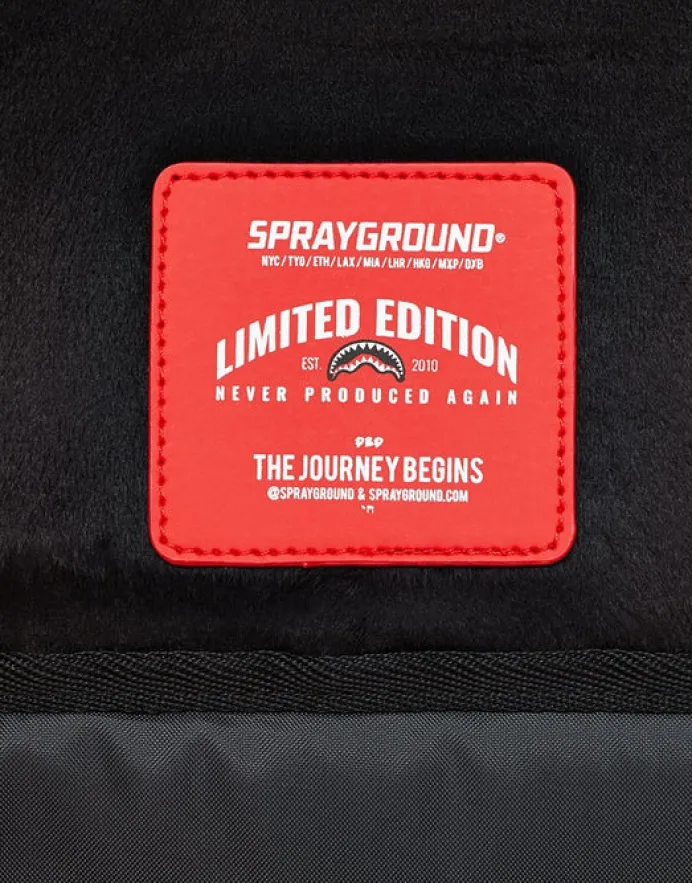 SPRAYGROUND®
NYC/TYO/ETH/LAX/MIA/LHR/HKG/MXP/DXB
LIMITED EDITION
EST. 2010
NEVER PRODUCED AGAIN
THE JOURNEY BEGINS
@SPRAYGROUND & SPRAYGROUND.COM